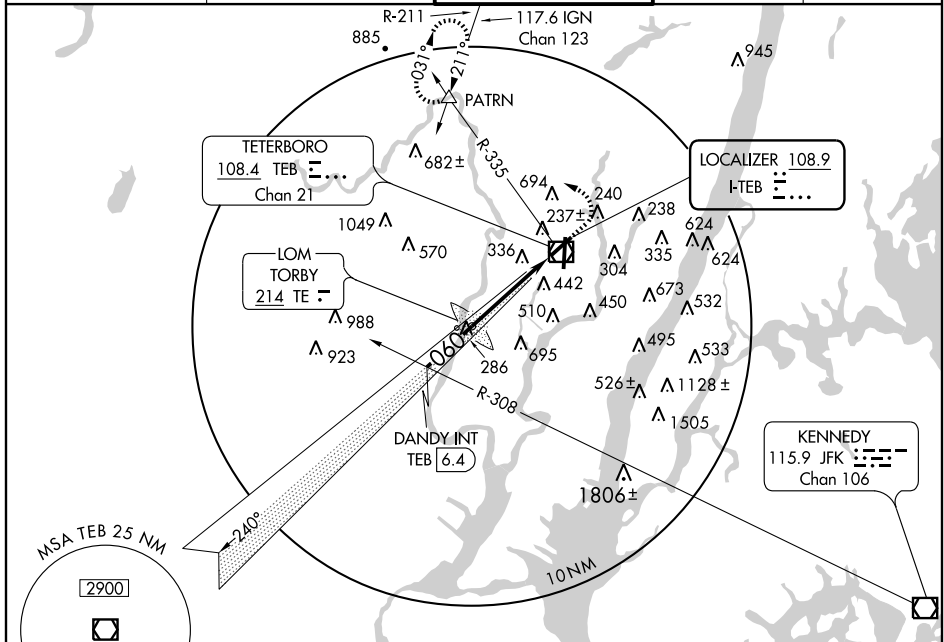 R-211
117.6 IGN
Chan 123
885
031°
211°
945
PATRN
TETERBORO
108.4 TEB
Chan 21
682±
R-335
694
240
237±
238
LOCALIZER 108.9
I-TEB
1049
570
336
304
335
624
624
LOM
TORBY
214 TE
442
510
450
673
532
988
923
060°
286
695
495
533
526±
1128±
1505
R-308
DANDY INT
TEB 6.4
KENNEDY
115.9 JFK
Chan 106
1806±
240°
10 NM
MSA TEB 25 NM
2900